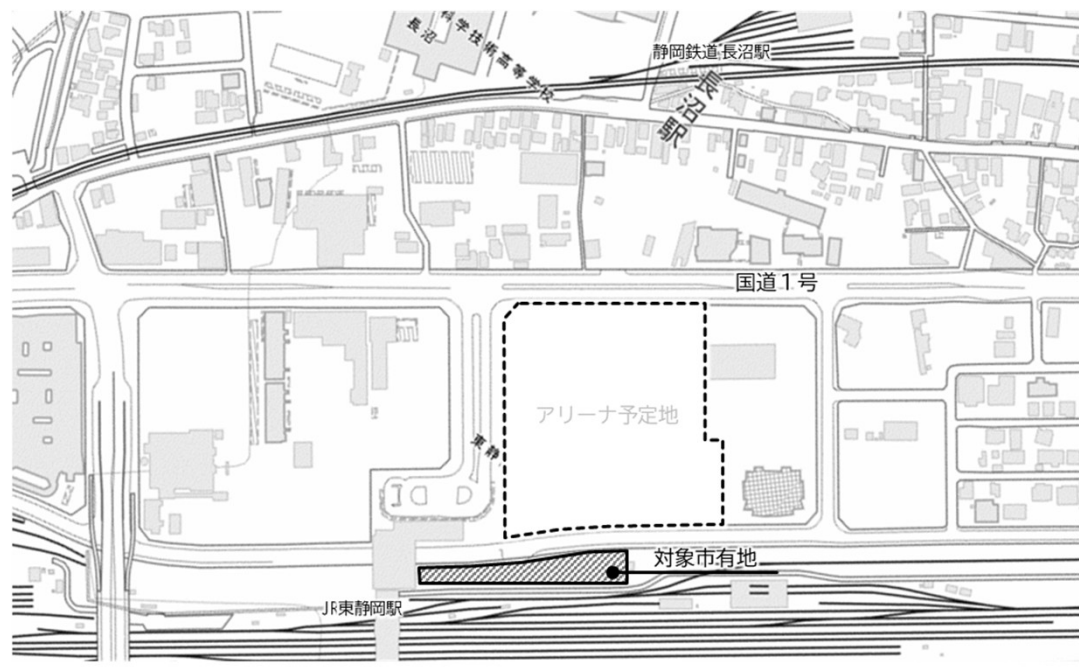 科学技術高等学校
長沼
静岡鉄道 長沼駅
長沼駅
国道1号
アリーナ予定地
東静
対象市有地
JR東静岡駅